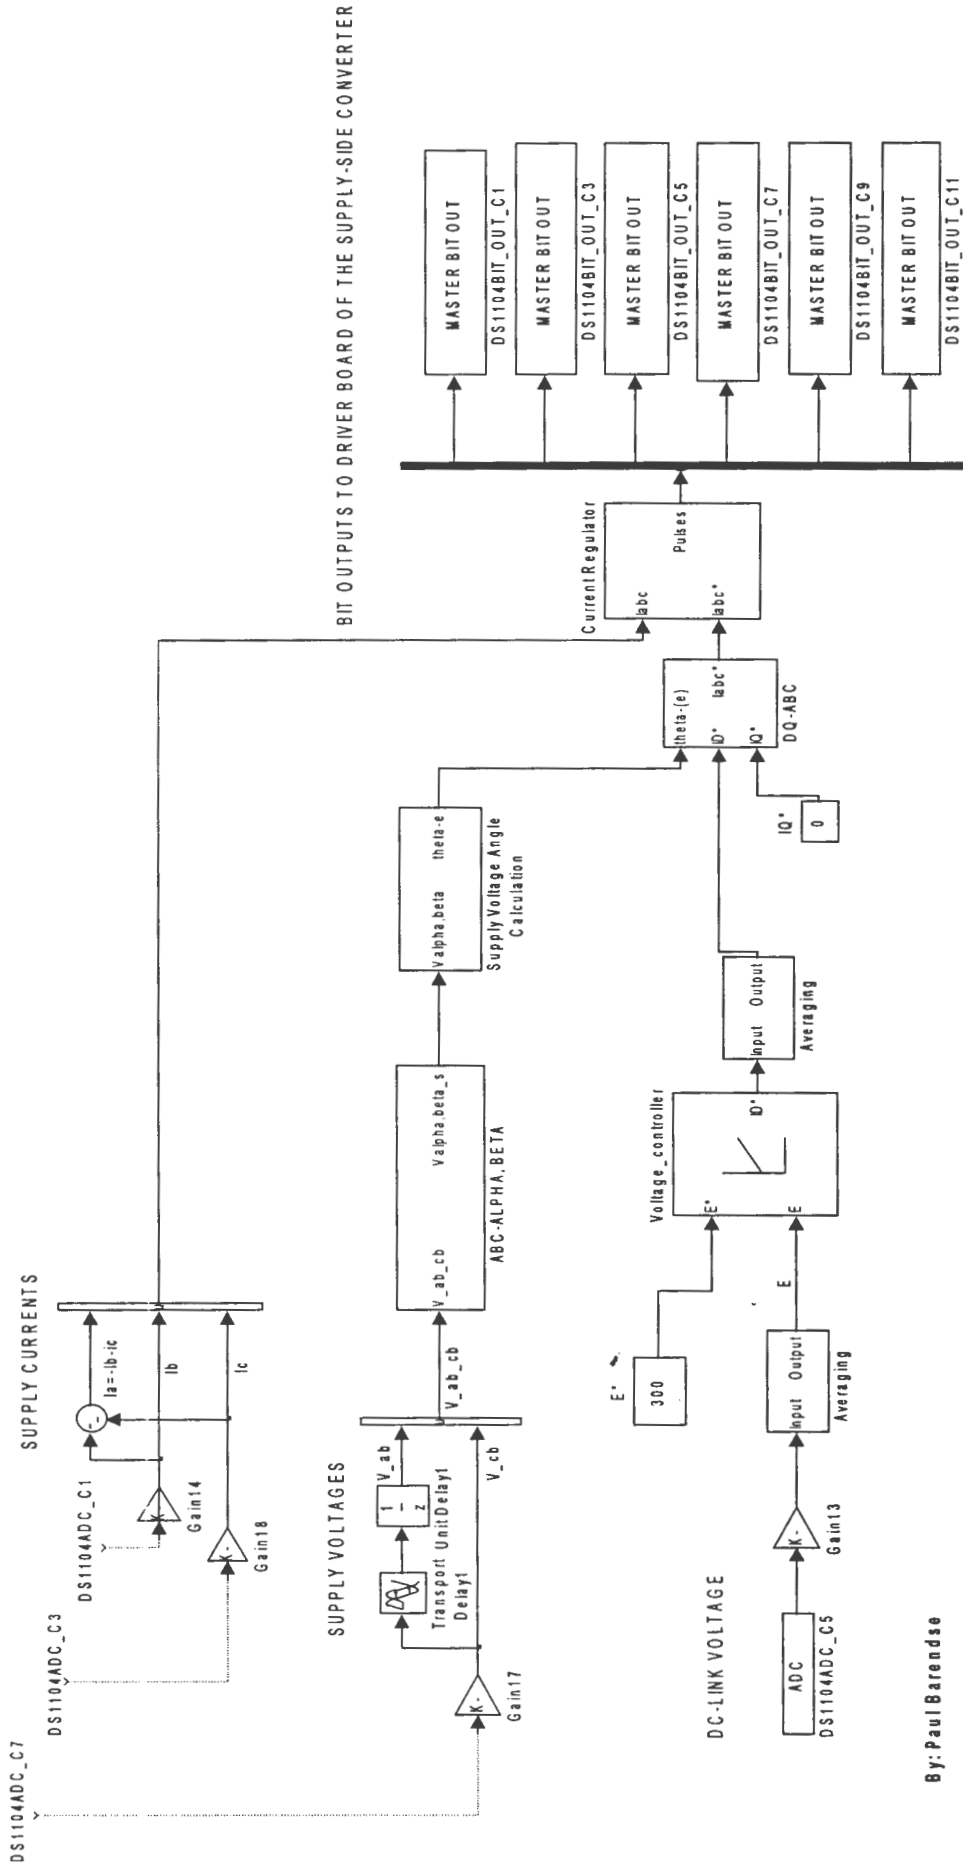 DS1104ADC_C7
DS1104ADC_C3
DS1104ADC_C1
K
Gain14
K-
Gain18
SUPPLY CURRENTS
Ia=-Ib-Ic
Ib
Ic
SUPPLY VOLTAGES
K-
Gain17
Transport
Delay1
1
z
Unit Delay1
V_ab
V_cb
V_ab_cb
V_ab_cb
Valpha,beta_s
ABC-ALPHA,BETA
Valpha,beta
theta-e
Supply Voltage Angle
Calculation
DC-LINK VOLTAGE
ADC
DS1104ADC_C5
K-
Gain13
Input
Output
Averaging
E*
300
E
Voltage_controller
E*
E
ID*
Input
Output
Averaging
IQ*
0
theta-(e)
ID*
IQ*
Iabc*
DQ-ABC
Current Regulator
Iabc
Iabc*
Pulses
BIT OUTPUTS TO DRIVER BOARD OF THE SUPPLY-SIDE CONVERTER
MASTER BIT OUT
DS1104BIT_OUT_C1
MASTER BIT OUT
DS1104BIT_OUT_C3
MASTER BIT OUT
DS1104BIT_OUT_C5
MASTER BIT OUT
DS1104BIT_OUT_C7
MASTER BIT OUT
DS1104BIT_OUT_C9
MASTER BIT OUT
DS1104BIT_OUT_C11
By: Paul Barendse